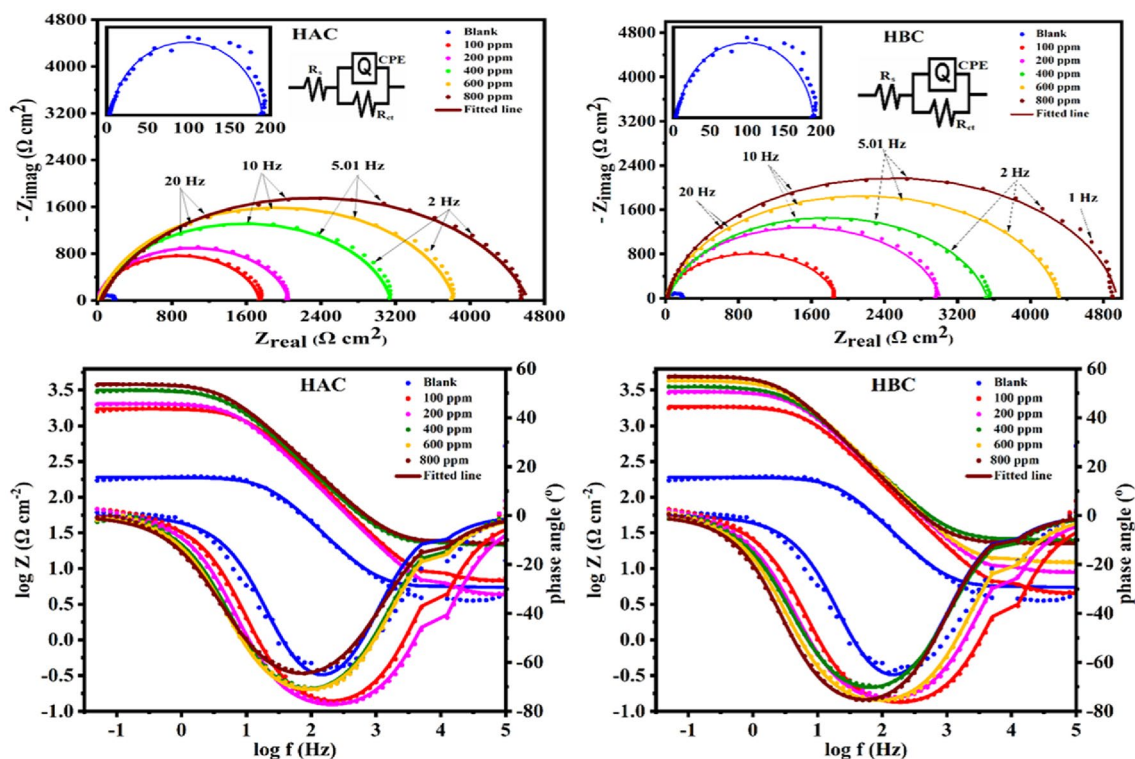 HAC
Blank
100 ppm
200 ppm
400 ppm
600 ppm
800 ppm
Fitted line
Rs
Q
CPE
Rct
0 50 100 150 200
20 Hz
10 Hz
5.01 Hz
2 Hz
4800
4000
3200
2400
1600
800
0
- Zimag (Ω cm2)
0 800 1600 2400 3200 4000 4800
Zreal (Ω cm2)
HBC
Blank
100 ppm
200 ppm
400 ppm
600 ppm
800 ppm
Fitted line
Rs
Q
CPE
Rct
0 50 100 150 200
20 Hz
10 Hz
5.01 Hz
2 Hz
1 Hz
4800
4000
3200
2400
1600
800
0
- Zimag (Ω cm2)
0 800 1600 2400 3200 4000 4800
Zreal (Ω cm2)
HAC
Blank
100 ppm
200 ppm
400 ppm
600 ppm
800 ppm
Fitted line
3.5
3.0
2.5
2.0
1.5
1.0
0.5
0.0
-0.5
-1.0
log Z (Ω cm-2)
60
40
20
0
-20
-40
-60
-80
phase angle (º)
-1 0 1 2 3 4 5
log f (Hz)
HBC
Blank
100 ppm
200 ppm
400 ppm
600 ppm
800 ppm
Fitted line
3.5
3.0
2.5
2.0
1.5
1.0
0.5
0.0
-0.5
-1.0
log Z (Ω cm-2)
60
40
20
0
-20
-40
-60
-80
phase angle (º)
-1 0 1 2 3 4 5
log f (Hz)